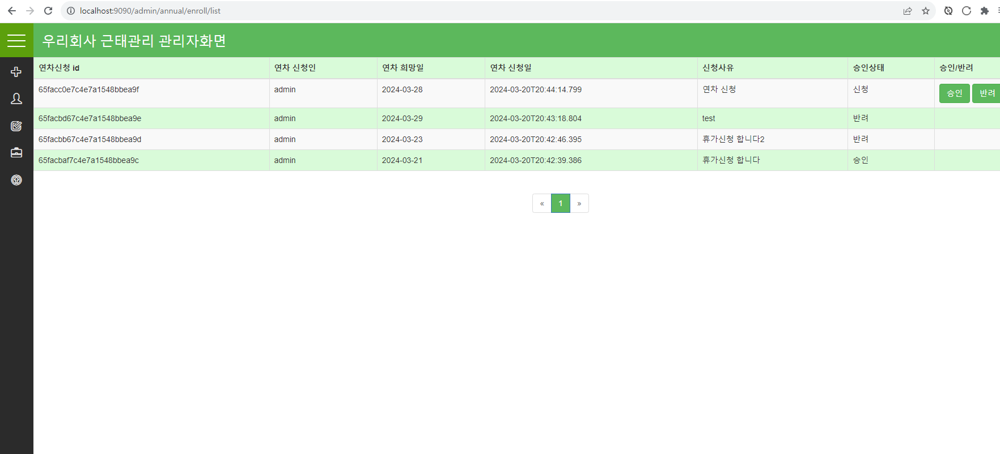 localhost:9090/admin/annual/enroll/list
우리회사 근태관리 관리자화면
연차신청 id 연차 신청인 연차 희망일 연차 신청일 신청사유 승인상태 승인/반려
65facc0e7c4e7a1548bbea9f admin 2024-03-28 2024-03-20T20:44:14.799 연차 신청 신청 승인 반려
65facbd67c4e7a1548bbea9e admin 2024-03-29 2024-03-20T20:43:18.804 test 반려
65facbb67c4e7a1548bbea9d admin 2024-03-23 2024-03-20T20:42:46.395 휴가신청 합니다2 반려
65facbaf7c4e7a1548bbea9c admin 2024-03-21 2024-03-20T20:42:39.386 휴가신청 합니다 승인
« 1 »